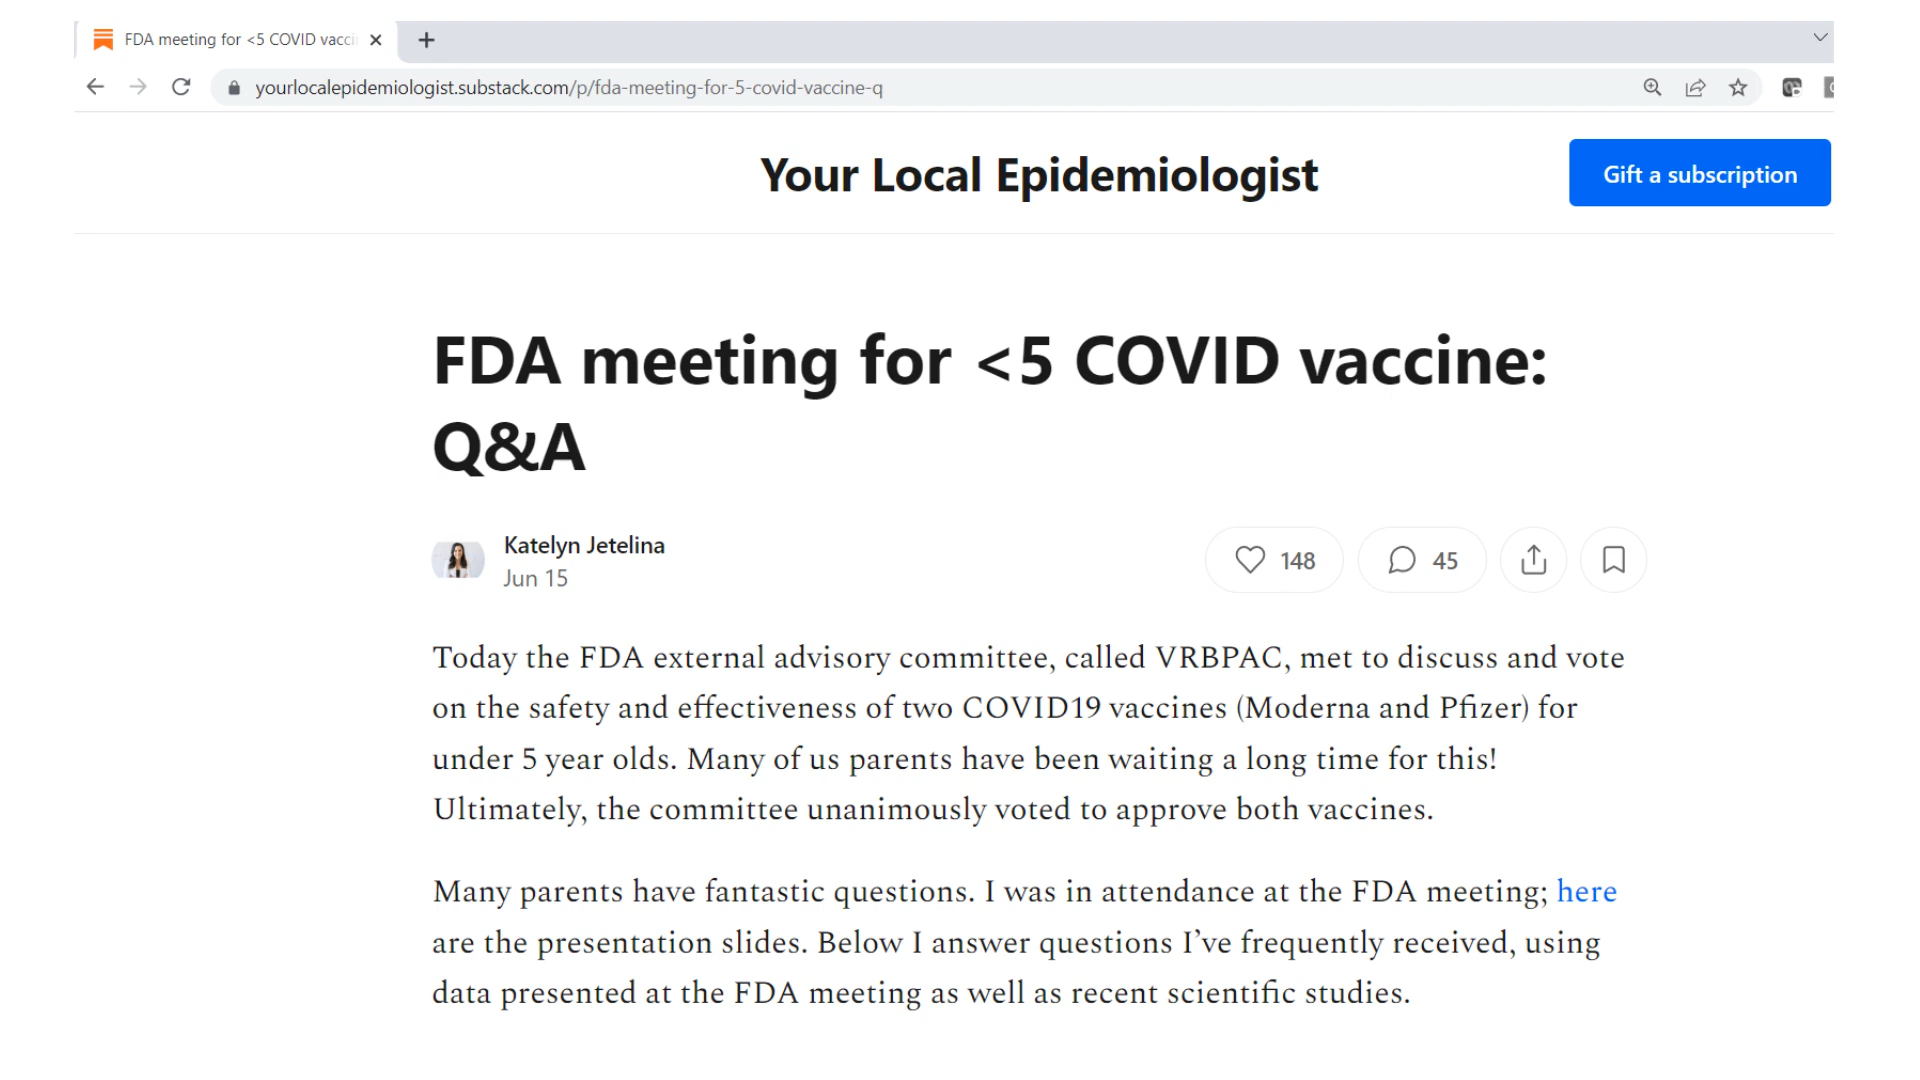 FDA meeting for <5 COVID vacci
yourlocalepidemiologist.substack.com/p/fda-meeting-for-5-covid-vaccine-q
Your Local Epidemiologist
Gift a subscription
FDA meeting for <5 COVID vaccine:
Q&A
Katelyn Jetelina
Jun 15
148
45
Today the FDA external advisory committee, called VRBPAC, met to discuss and vote
on the safety and effectiveness of two COVID19 vaccines (Moderna and Pfizer) for
under 5 year olds. Many of us parents have been waiting a long time for this!
Ultimately, the committee unanimously voted to approve both vaccines.
Many parents have fantastic questions. I was in attendance at the FDA meeting; here
are the presentation slides. Below I answer questions I’ve frequently received, using
data presented at the FDA meeting as well as recent scientific studies.